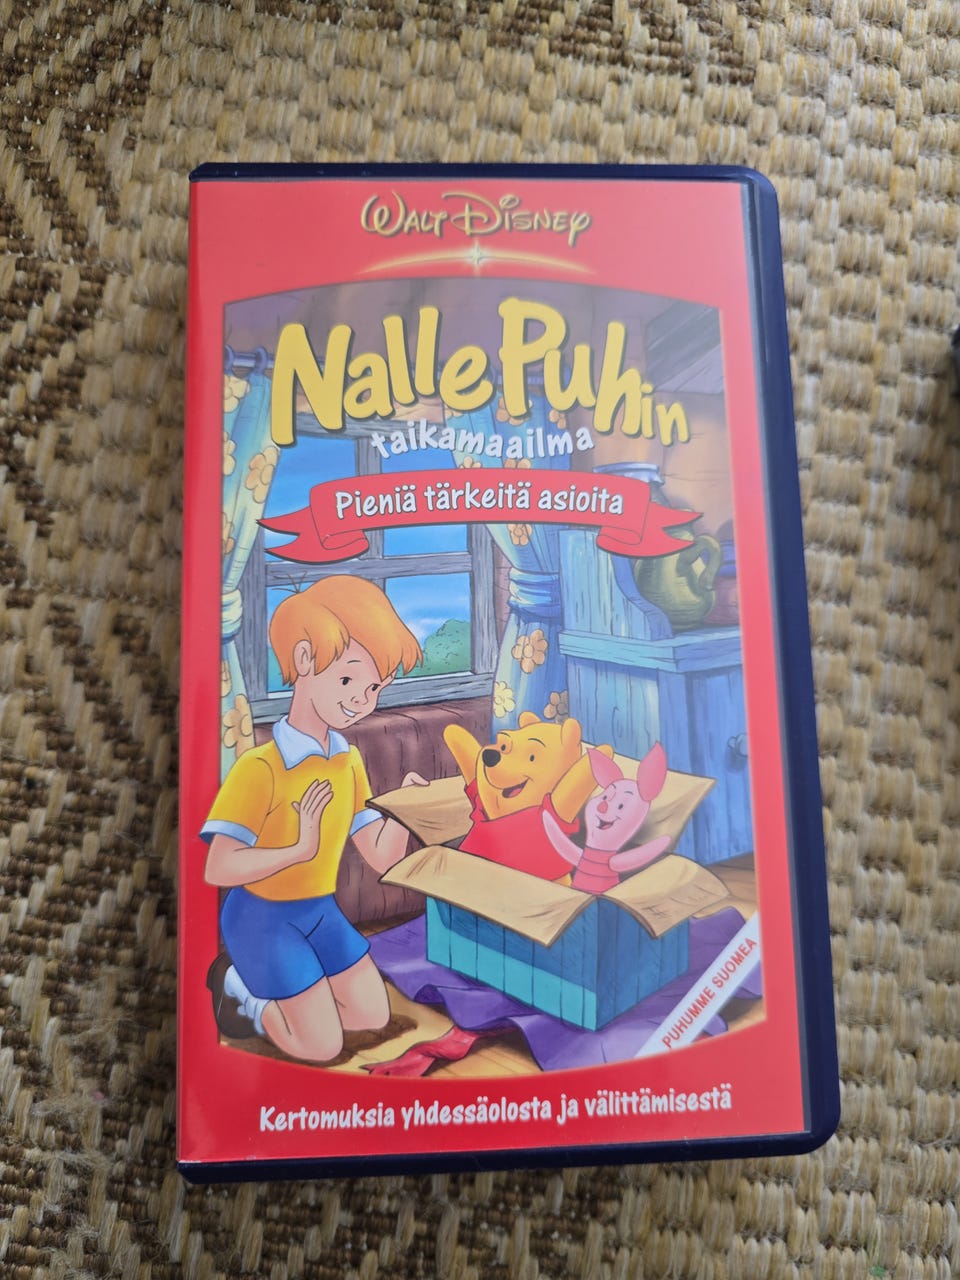 WALT DISNEY
Nalle Puhin
taikamaailma
Pieniä tärkeitä asioita
PUHUMME SUOMEA
Kertomuksia yhdessäolosta ja välittämisestä